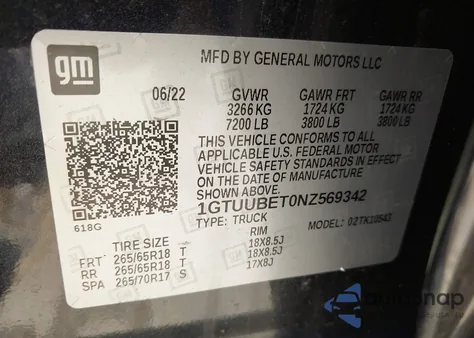 gm
MFD BY GENERAL MOTORS LLC
06/22 GVWR GAWR FRT GAWR RR
3266 KG 1724 KG 1724 KG
7200 LB 3800 LB 3800 LB
THIS VEHICLE CONFORMS TO ALL
APPLICABLE U.S. FEDERAL MOTOR
VEHICLE SAFETY STANDARDS IN EFFECT
ON THE DATE OF MANUFACTURE
1GTUUBET0NZ569342
618G
TYPE: TRUCK MODEL: 02TK10543
TIRE SIZE RIM
FRT 265/65R18 T 18X8.5J
RR 265/65R18 T 18X8.5J
SPA 265/70R17 S 17X8J